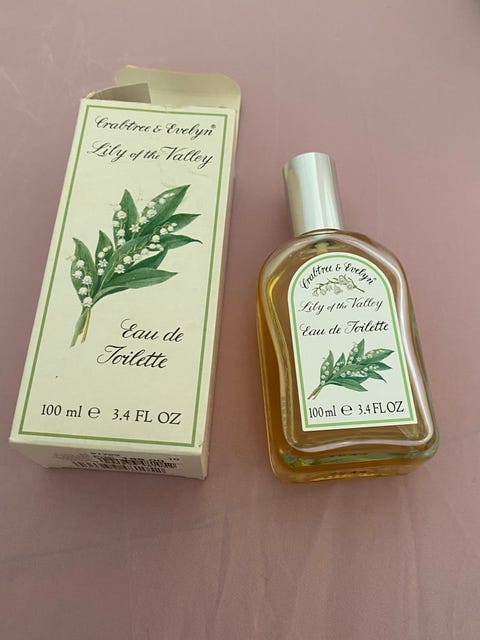 Crabtree & Evelyn®
Lily of the Valley
Eau de
Toilette
100 ml e 3.4 FL OZ
Crabtree & Evelyn®
Lily of the Valley
Eau de Toilette
100 ml e 3.4 FL OZ